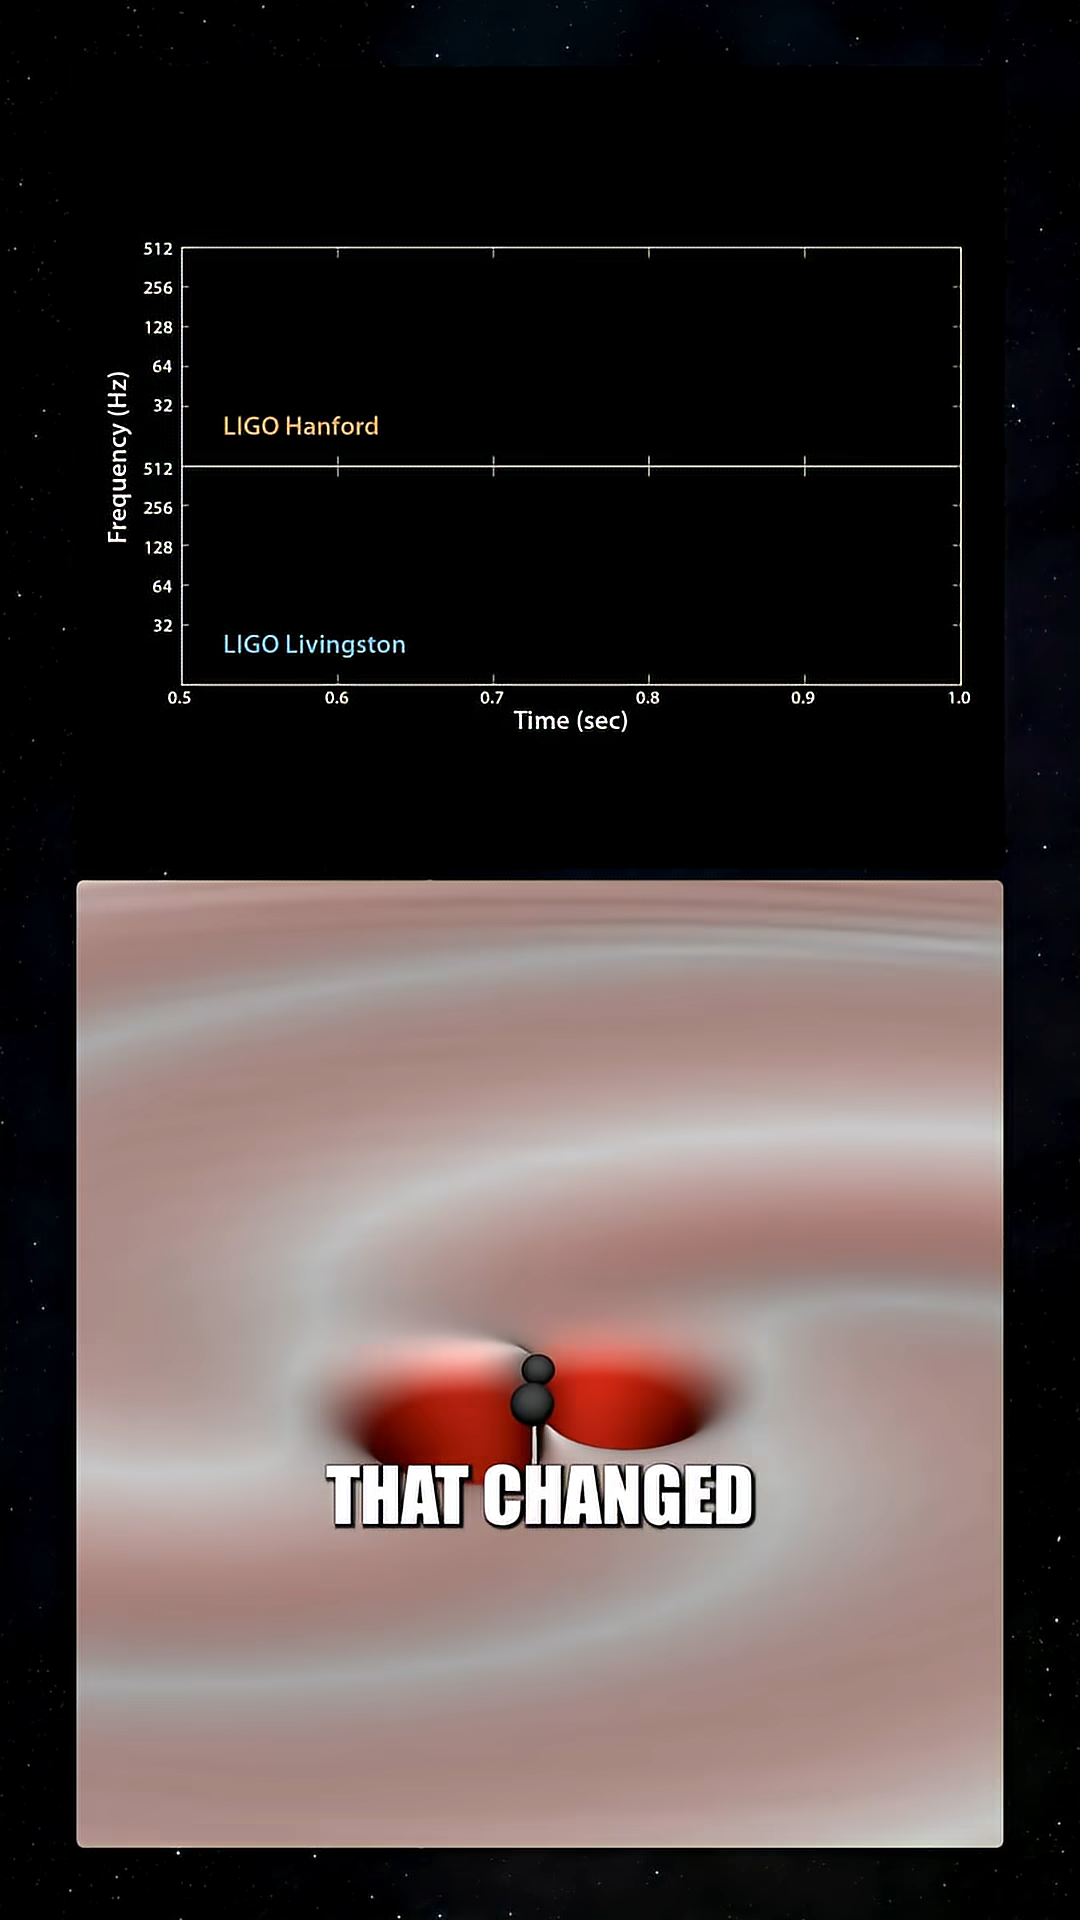 512
256
128
64
32
LIGO Hanford
512
256
128
64
32
LIGO Livingston
Frequency (Hz)
0.5 0.6 0.7 0.8 0.9 1.0
Time (sec)
THAT CHANGED